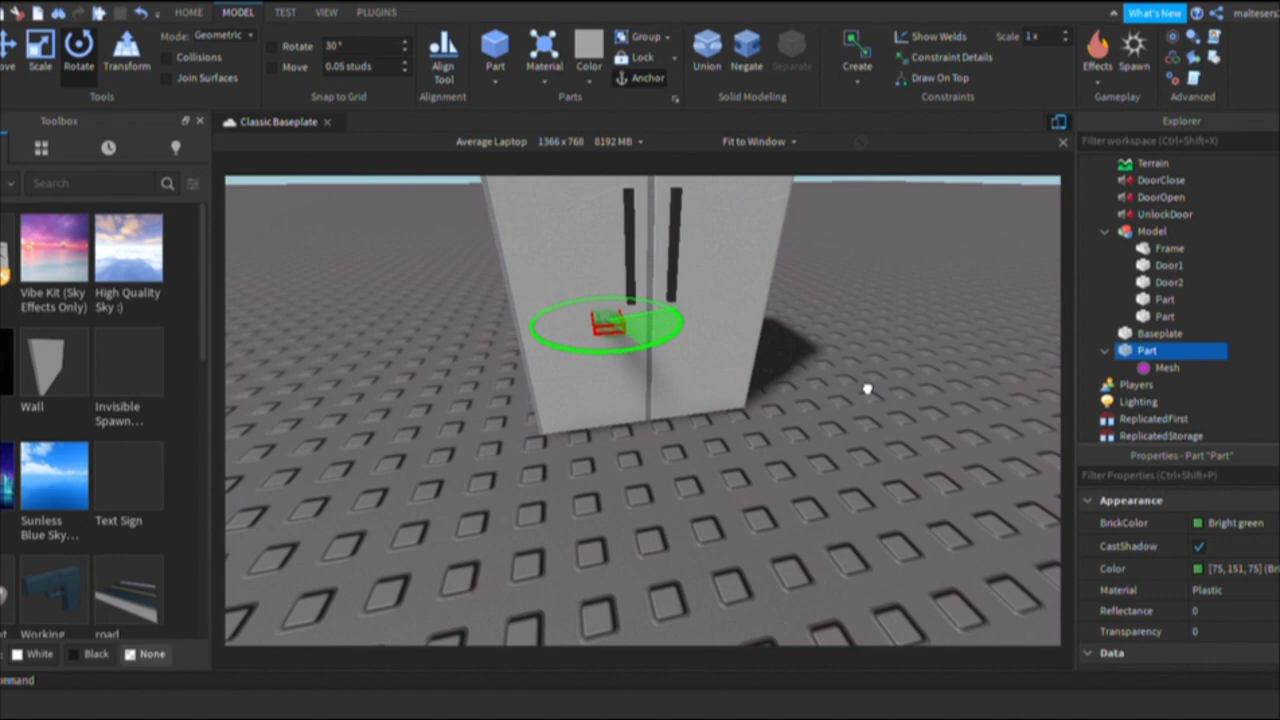 HOME MODEL TEST VIEW PLUGINS
What's New
Scale Rotate Transform
Mode: Geometric
Collisions
Join Surfaces
Tools
Rotate 30°
Move 0.05 studs
Snap to Grid
Align Tool
Alignment
Part Material Color
Group
Lock
Anchor
Parts
Union Negate Separate
Solid Modeling
Create
Show Welds Scale 1x
Constraint Details
Draw On Top
Constraints
Effects Spawn
Gameplay
Advanced
Toolbox
Search
Vibe Kit (Sky Effects Only)
High Quality Sky :)
Wall
Invisible Spawn...
Sunless Blue Sky...
Text Sign
Working
road
White Black None
Classic Baseplate
Average Laptop 1366 x 768 8192 MB
Fit to Window
Explorer
Filter workspace (Ctrl+Shift+X)
Terrain
DoorClose
DoorOpen
UnlockDoor
Model
Frame
Door1
Door2
Part
Part
Baseplate
Part
Mesh
Players
Lighting
ReplicatedFirst
ReplicatedStorage
Properties - Part "Part"
Filter Properties (Ctrl+Shift+P)
Appearance
BrickColor Bright green
CastShadow
Color [75, 151, 75] (Bri
Material Plastic
Reflectance 0
Transparency 0
Data